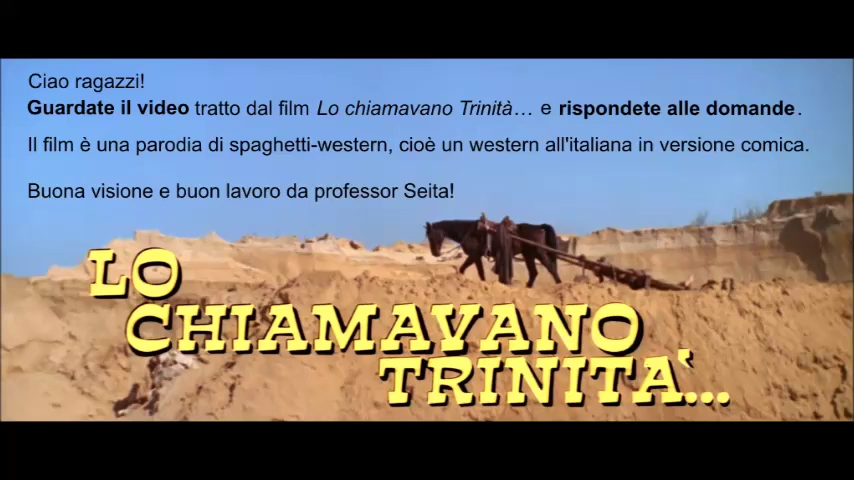 Ciao ragazzi!
Guardate il video tratto dal film Lo chiamavano Trinità… e rispondete alle domande.
Il film è una parodia di spaghetti-western, cioè un western all'italiana in versione comica.
Buona visione e buon lavoro da professor Seita!
LO
CHIAMAVANO
TRINITA'...